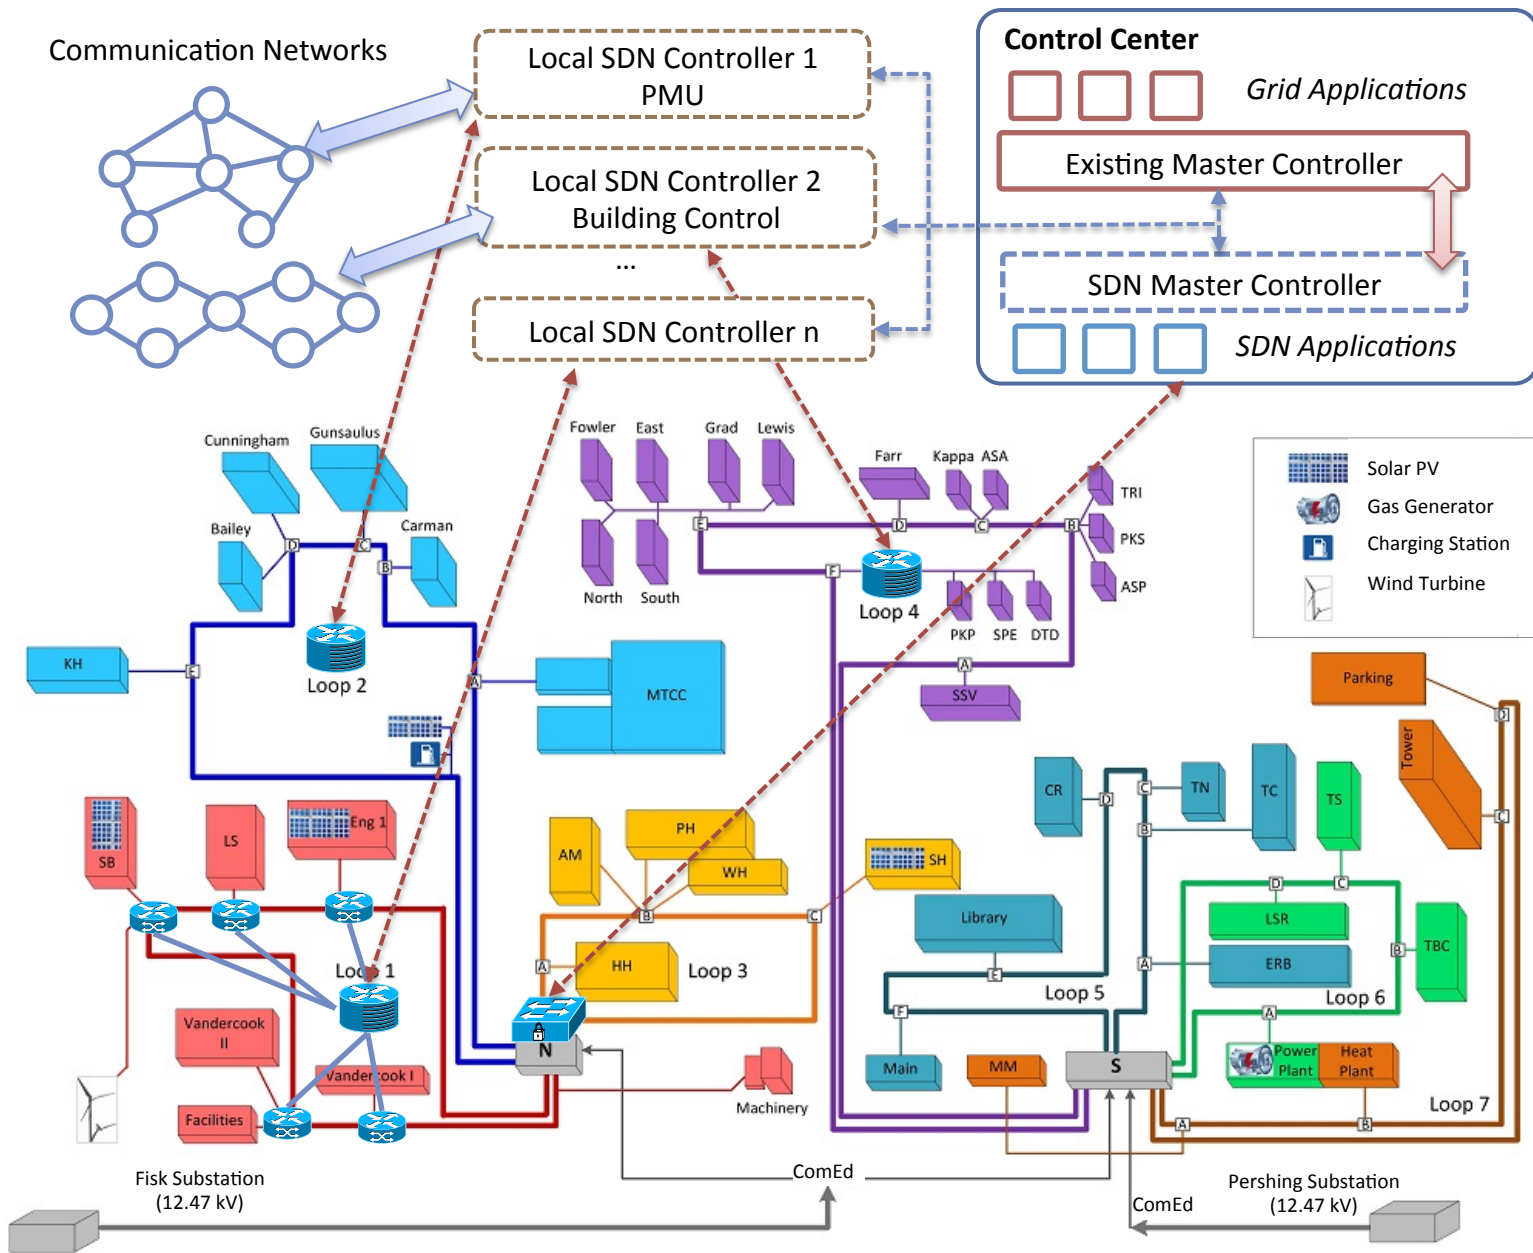 Communication Networks
Local SDN Controller 1
PMU
Local SDN Controller 2
Building Control
...
Local SDN Controller n
Control Center
Grid Applications
Existing Master Controller
SDN Master Controller
SDN Applications
Cunningham
Gunsaulus
Bailey
Carman
D
C
B
KH
E
Loop 2
A
MTCC
Fowler
East
Grad
Lewis
North
South
E
Farr
Kappa
ASA
D
C
B
TRI
PKS
ASP
F
Loop 4
PKP
SPE
DTD
A
SSV
Solar PV
Gas Generator
Charging Station
Wind Turbine
Parking
D
Tower
C
SB
LS
Eng 1
Loop 1
Vandercook
II
Vandercook I
Facilities
Machinery
AM
PH
WH
B
SH
C
A
HH
Loop 3
N
CR
D
C
TN
B
TC
Library
E
A
ERB
Loop 5
F
Main
MM
S
TS
D
C
LSR
B
TBC
Loop 6
A
Power
Plant
Heat
Plant
Loop 7
A
B
Fisk Substation
(12.47 kV)
ComEd
ComEd
Pershing Substation
(12.47 kV)